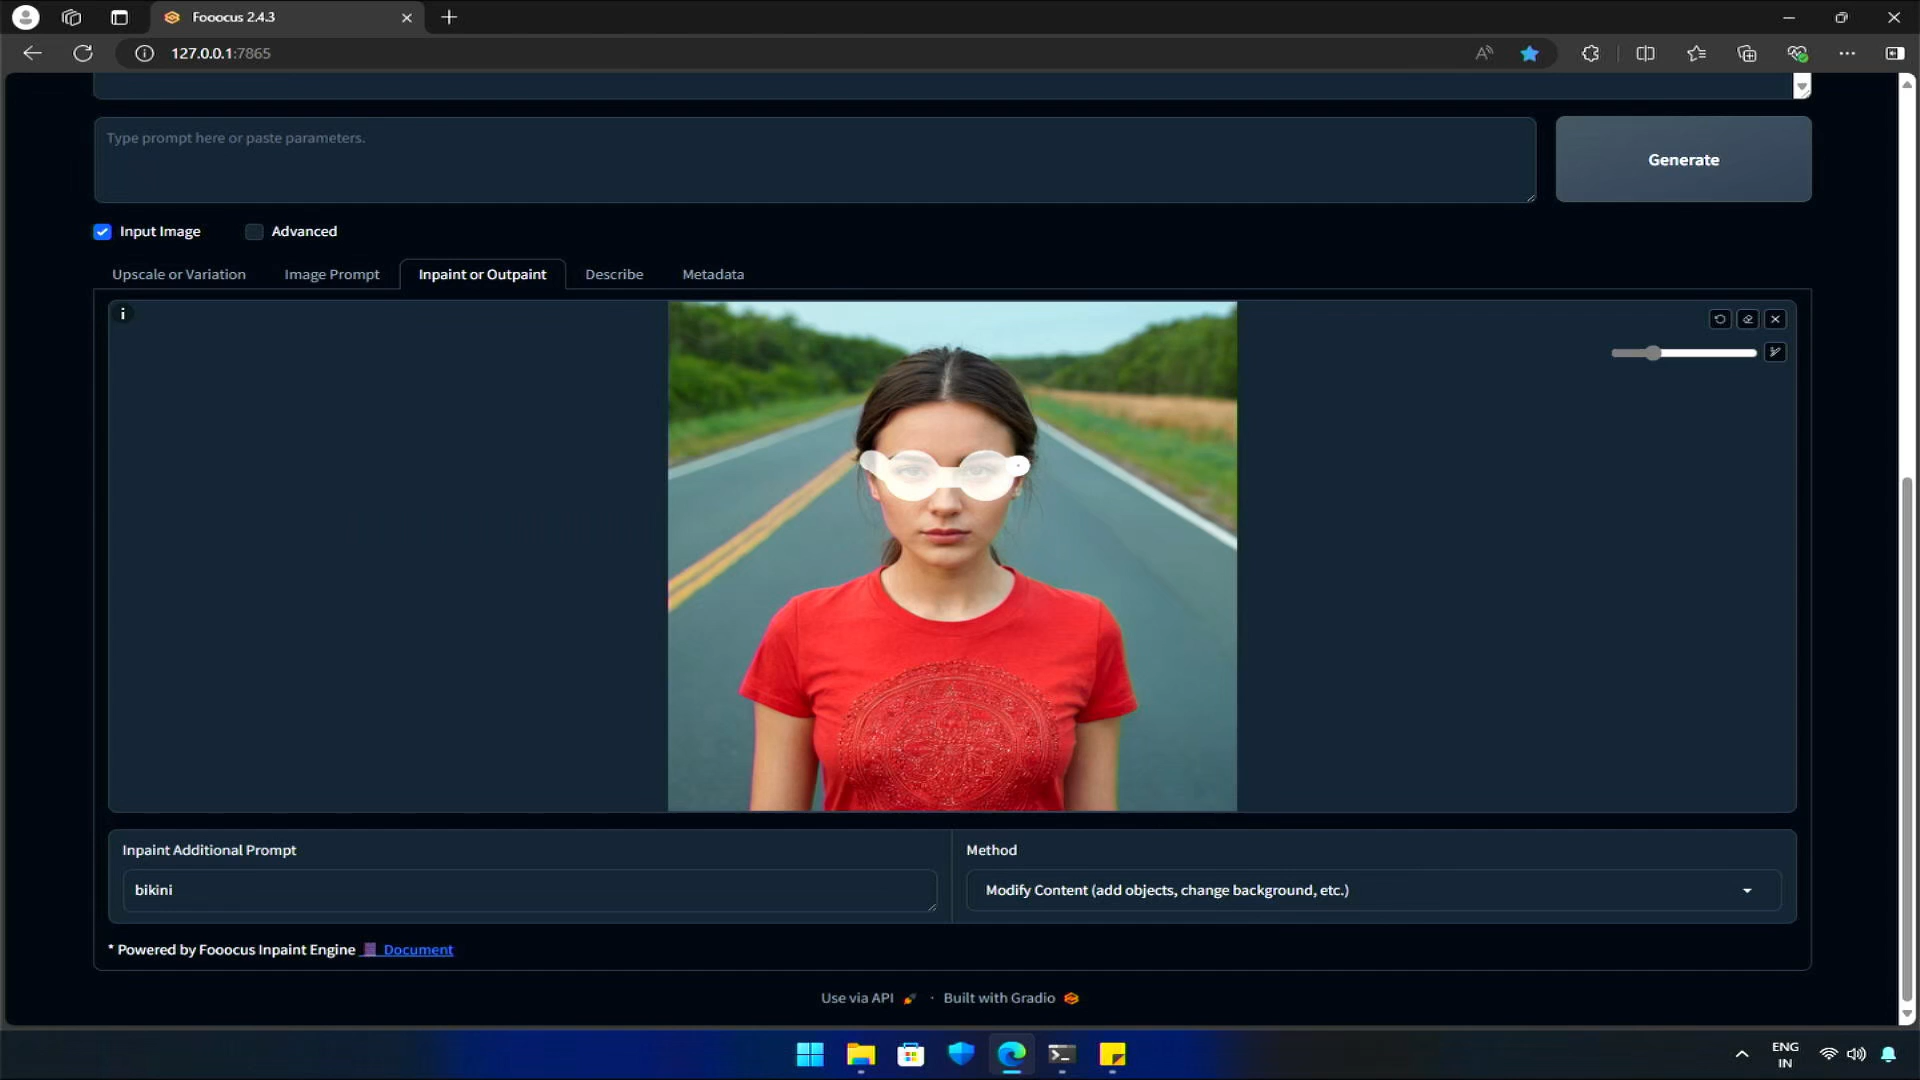 Fooocus 2.4.3
127.0.0.1:7865
Type prompt here or paste parameters.
Generate
Input Image
Advanced
Upscale or Variation
Image Prompt
Inpaint or Outpaint
Describe
Metadata
Inpaint Additional Prompt
Method
bikini
Modify Content (add objects, change background, etc.)
* Powered by Fooocus Inpaint Engine Document
Use via API · Built with Gradio
ENG
IN